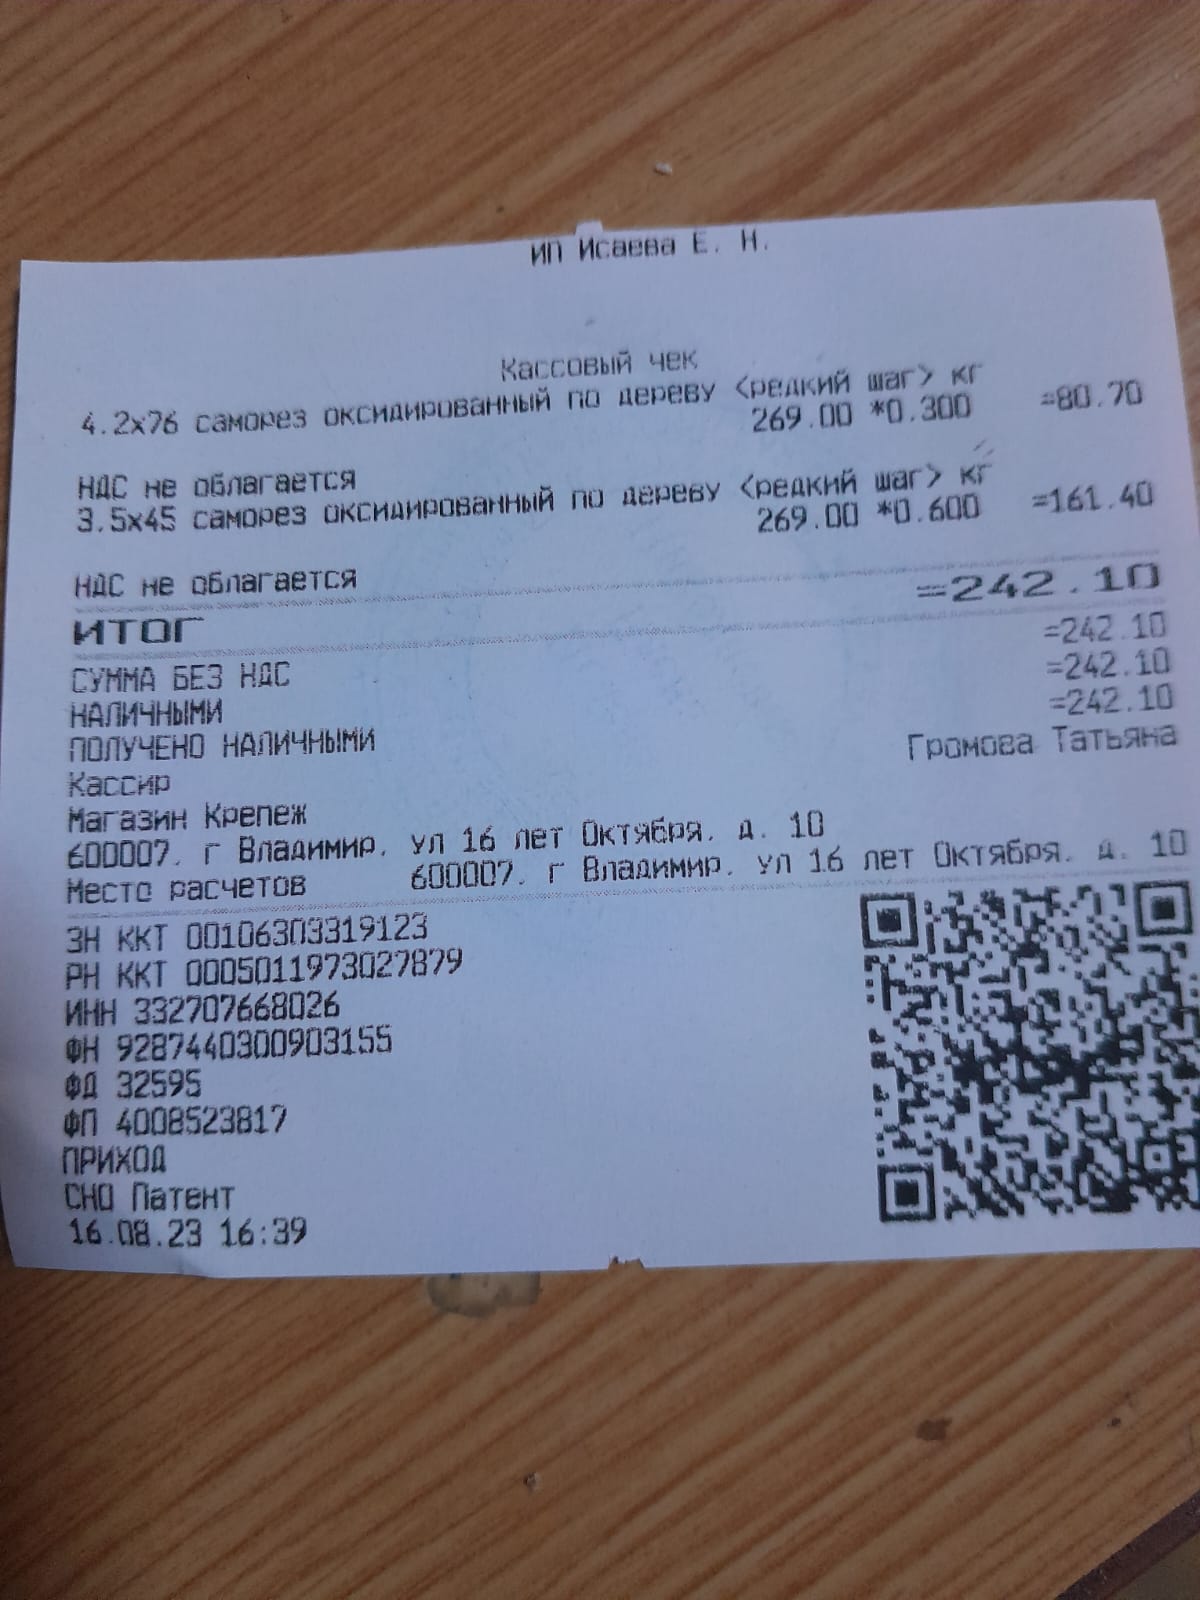 ИП Исаева Е. Н.
Кассовый чек
4.2х76 саморез оксидированный по дереву <редкий шаг> кг
269.00 *0.300 =80.70
НДС не облагается
3.5х45 саморез оксидированный по дереву <редкий шаг> кг
269.00 *0.600 =161.40
НДС не облагается
ИТОГ =242.10
СУММА БЕЗ НДС =242.10
НАЛИЧНЫМИ =242.10
ПОЛУЧЕНО НАЛИЧНЫМИ =242.10
Кассир Громова Татьяна
Магазин Крепеж
600007. г Владимир. ул 16 лет Октября. д. 10
Место расчетов 600007. г Владимир. ул 16 лет Октября. д. 10
ЗН ККТ 00106303319123
РН ККТ 0005011973027879
ИНН 332707668026
ФН 9287440300903155
ФД 32595
ФП 4008523817
ПРИХОД
СНО Патент
16.08.23 16:39